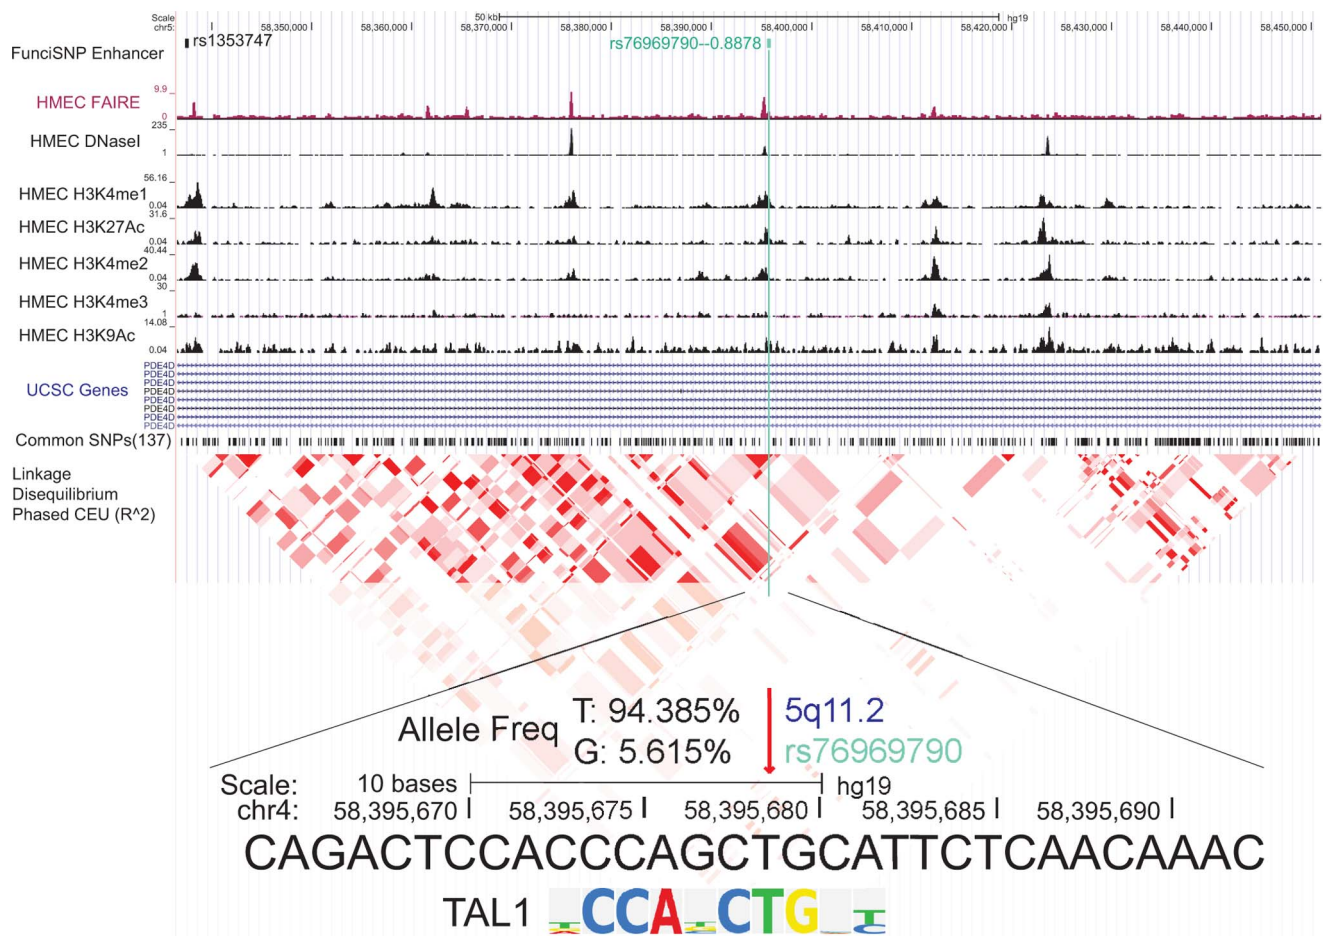 Scale 50 kb hg19
chr5: 58,350,000 58,360,000 58,370,000 58,380,000 58,390,000 58,400,000 58,410,000 58,420,000 58,430,000 58,440,000 58,450,000
rs1353747 rs76969790--0.8878
FunciSNP Enhancer
9.9
HMEC FAIRE
0
235
HMEC DNaseI
1
56.16
HMEC H3K4me1
0.04
31.6
HMEC H3K27Ac
0.04
40.44
HMEC H3K4me2
0.04
30
HMEC H3K4me3
1
14.08
HMEC H3K9Ac
0.04
PDE4D
PDE4D
PDE4D
UCSC Genes PDE4D
PDE4D
PDE4D
PDE4D
PDE4D
Common SNPs(137)
Linkage
Disequilibrium
Phased CEU (R^2)
Allele Freq
T: 94.385% 5q11.2
G: 5.615% rs76969790
Scale: 10 bases hg19
chr4: 58,395,670 58,395,675 58,395,680 58,395,685 58,395,690
CAGACTCCACCCAGCTGCATTCTCAACAAAC
TAL1 CCA CTG